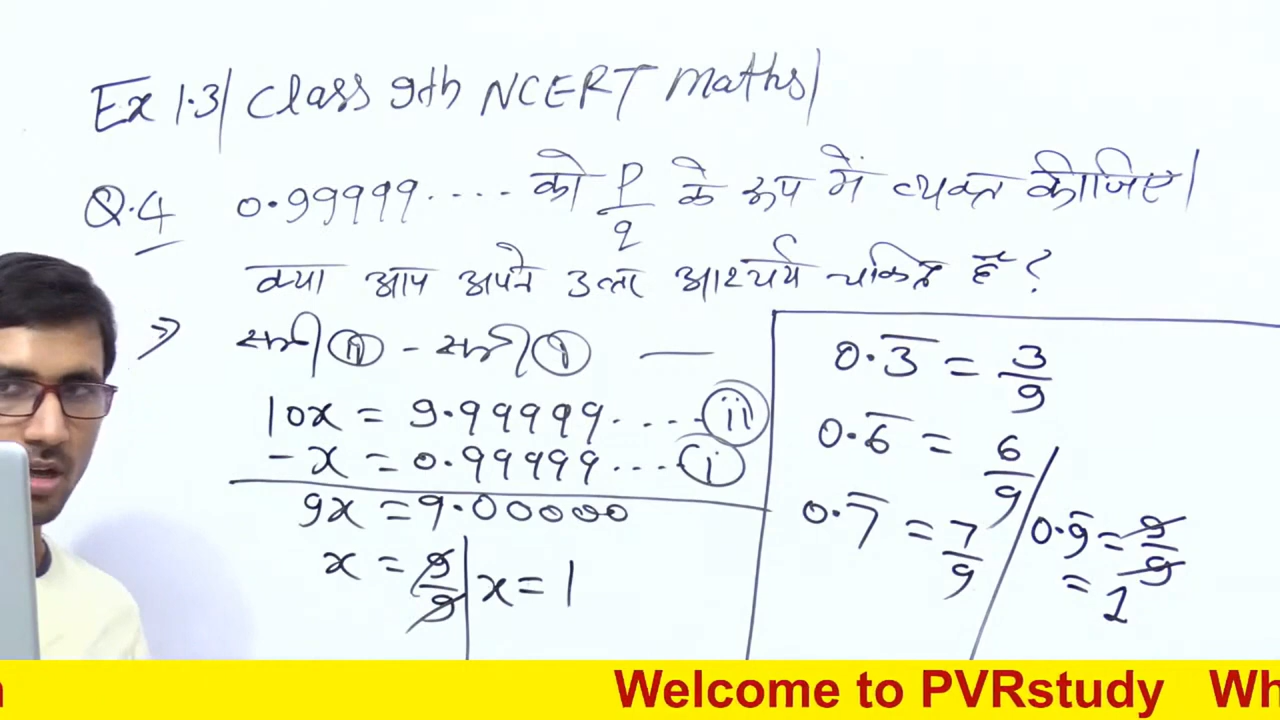 Ex 1.3| Class 9th NCERT Maths|
Q.4 0.99999.... को p/q के रूप में व्यक्त कीजिए|
क्या आप अपने उत्तर आश्चर्य चकित हैं ?
⇒ समी(ii) - समी(i) —
10x = 9.99999....(ii)
-x = 0.99999....(i)
9x = 9.00000
x = 9/9 | x = 1
0.3̅ = 3/9
0.6̅ = 6/9
0.7̅ = 7/9
0.9̅ = 9/9
= 1
Welcome to PVRstudy Wh